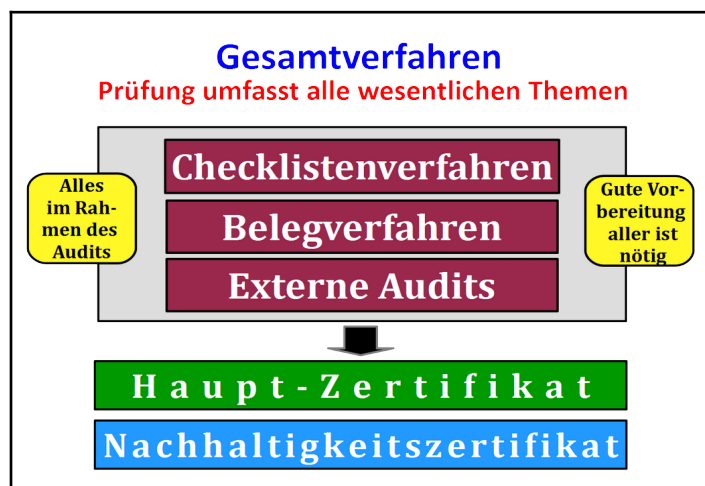 Gesamtverfahren
Prüfung umfasst alle wesentlichen Themen
Checklistenverfahren
Alles
im Rah-
men des
Audits
Belegverfahren
Gute Vor-
bereitung
aller ist
nötig
Externe Audits
Haupt-Zertifikat
Nachhaltigkeitszertifikat